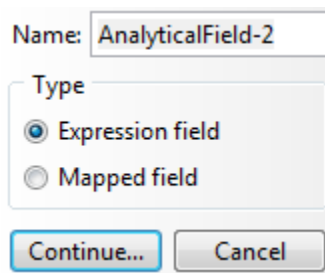 Name: AnalyticalField-2
Type
Expression field
Mapped field
Continue... Cancel